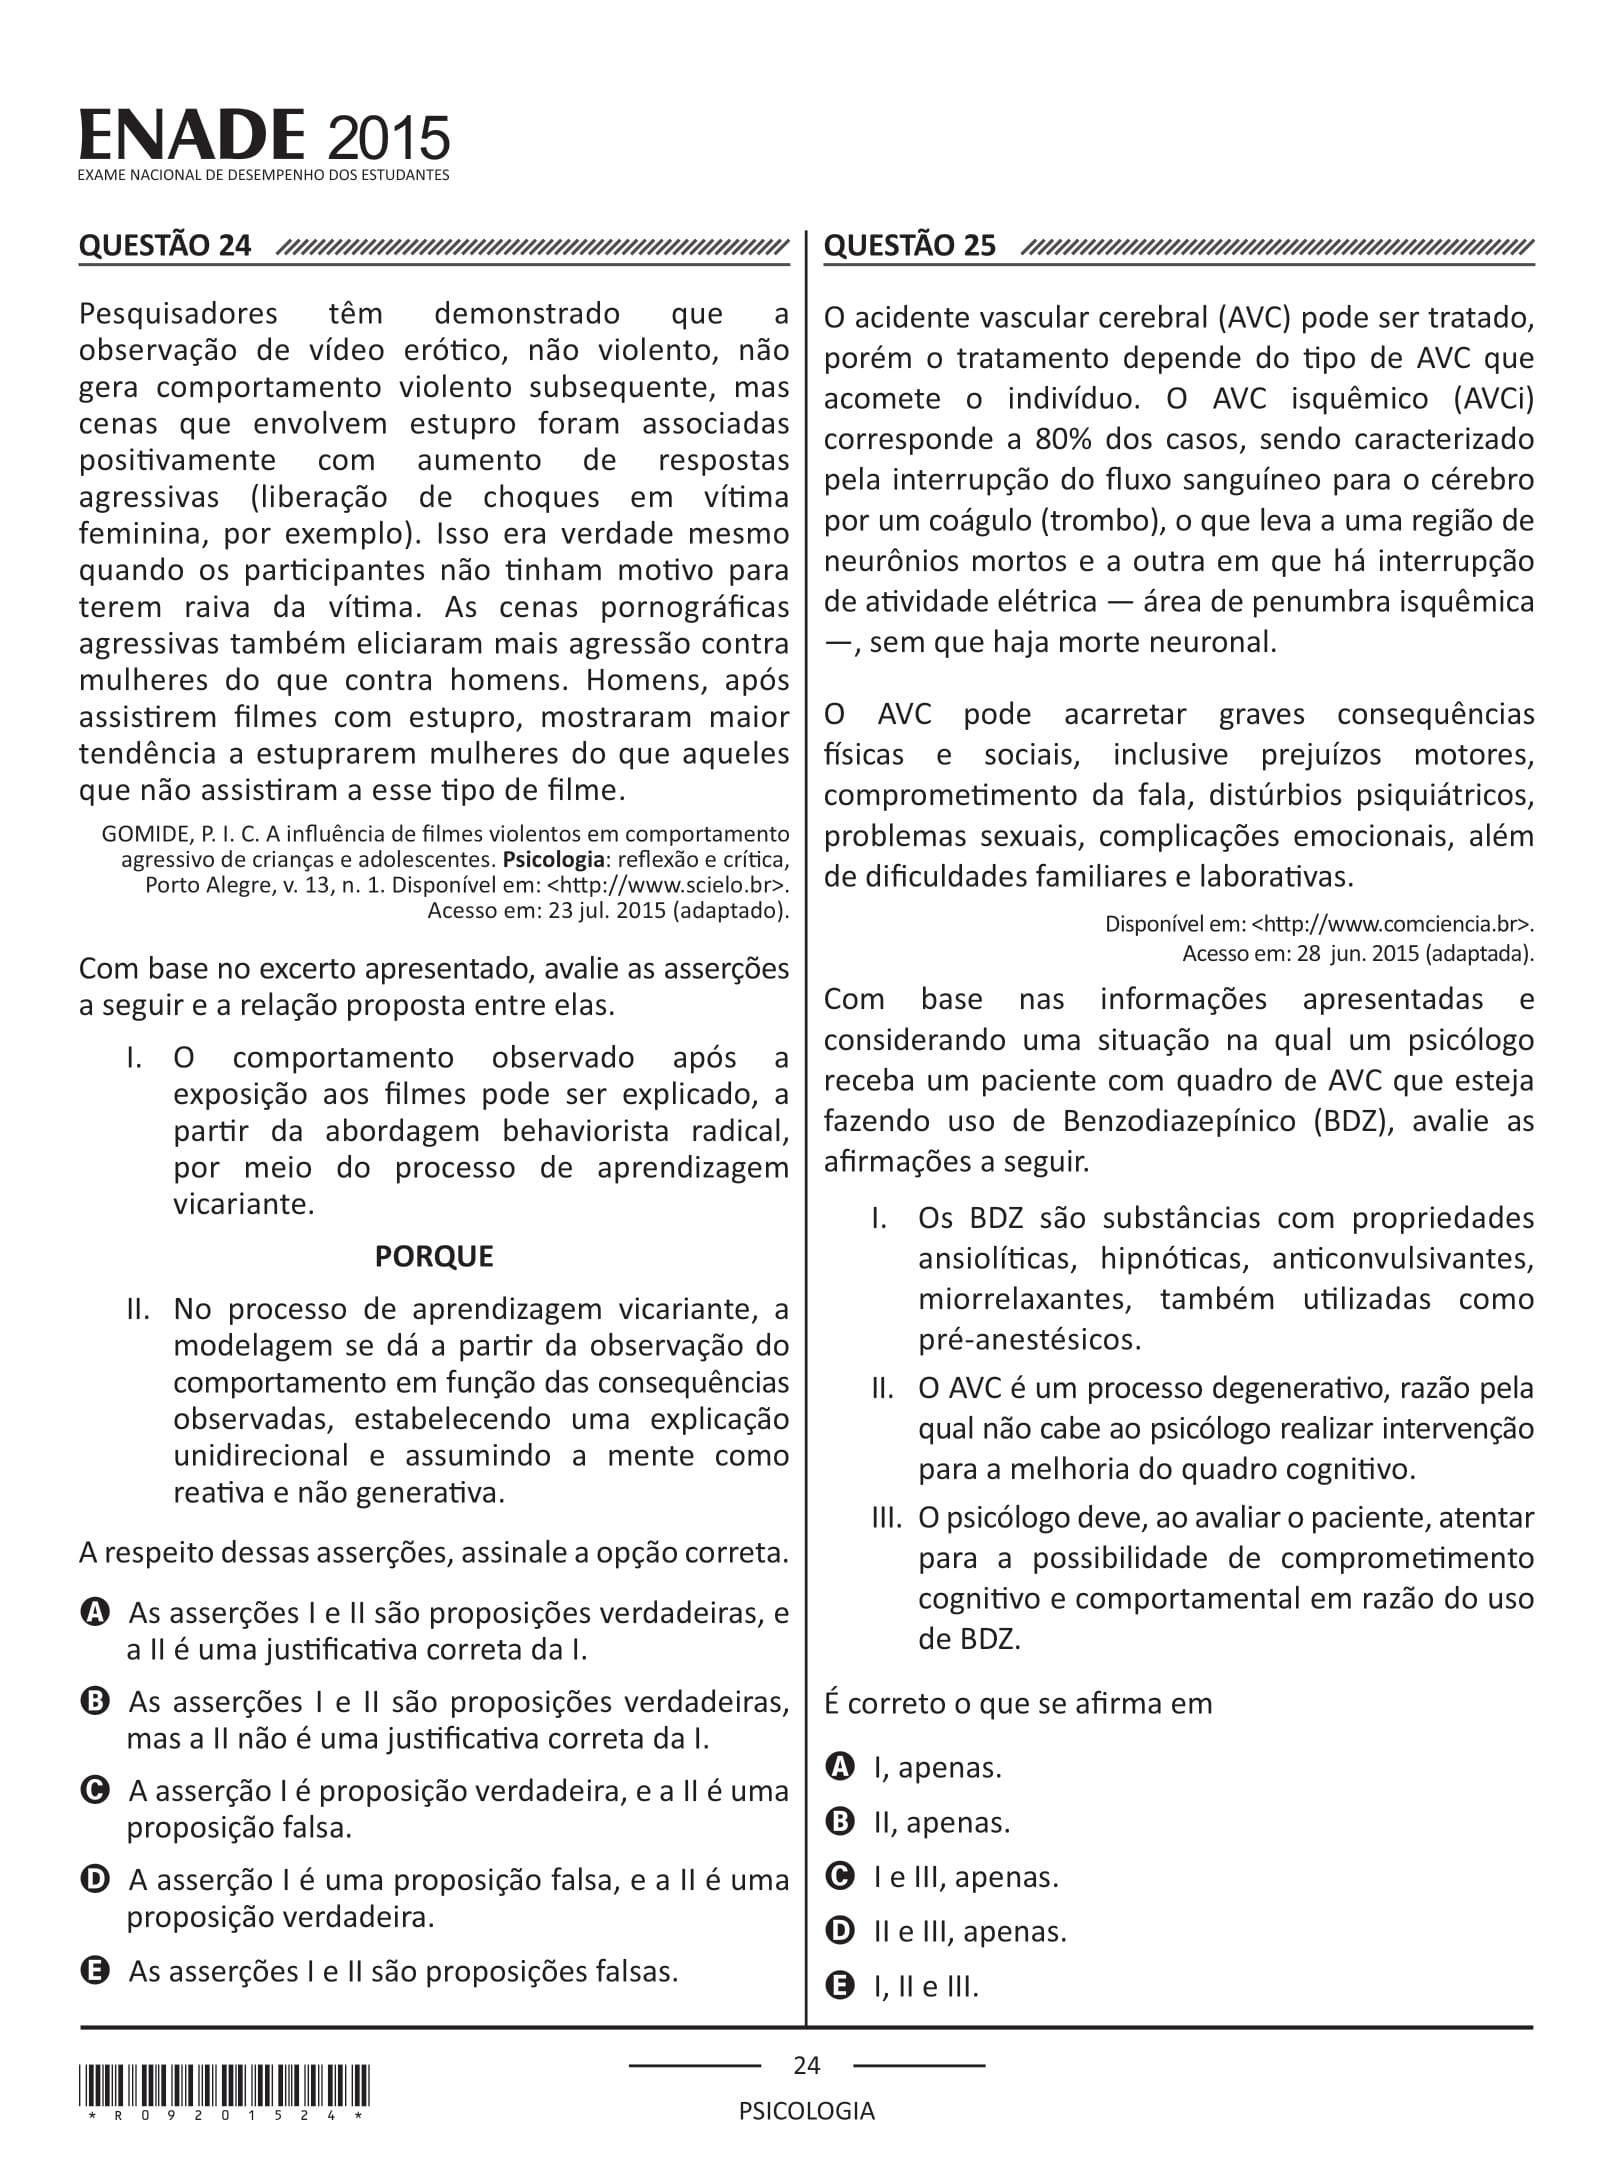 ENADE 2015
EXAME NACIONAL DE DESEMPENHO DOS ESTUDANTES
QUESTÃO 24
Pesquisadores têm demonstrado que a
observação de vídeo erótico, não violento, não
gera comportamento violento subsequente, mas
cenas que envolvem estupro foram associadas
positivamente com aumento de respostas
agressivas (liberação de choques em vítima
feminina, por exemplo). Isso era verdade mesmo
quando os participantes não tinham motivo para
terem raiva da vítima. As cenas pornográficas
agressivas também eliciaram mais agressão contra
mulheres do que contra homens. Homens, após
assistirem filmes com estupro, mostraram maior
tendência a estuprarem mulheres do que aqueles
que não assistiram a esse tipo de filme.
GOMIDE, P. I. C. A influência de filmes violentos em comportamento
agressivo de crianças e adolescentes. Psicologia: reflexão e crítica,
Porto Alegre, v. 13, n. 1. Disponível em: <http://www.scielo.br>.
Acesso em: 23 jul. 2015 (adaptado).
Com base no excerto apresentado, avalie as asserções
a seguir e a relação proposta entre elas.
I. O comportamento observado após a
exposição aos filmes pode ser explicado, a
partir da abordagem behaviorista radical,
por meio do processo de aprendizagem
vicariante.
PORQUE
II. No processo de aprendizagem vicariante, a
modelagem se dá a partir da observação do
comportamento em função das consequências
observadas, estabelecendo uma explicação
unidirecional e assumindo a mente como
reativa e não generativa.
A respeito dessas asserções, assinale a opção correta.
A As asserções I e II são proposições verdadeiras, e
a II é uma justificativa correta da I.
B As asserções I e II são proposições verdadeiras,
mas a II não é uma justificativa correta da I.
C A asserção I é proposição verdadeira, e a II é uma
proposição falsa.
D A asserção I é uma proposição falsa, e a II é uma
proposição verdadeira.
E As asserções I e II são proposições falsas.
QUESTÃO 25
O acidente vascular cerebral (AVC) pode ser tratado,
porém o tratamento depende do tipo de AVC que
acomete o indivíduo. O AVC isquêmico (AVCi)
corresponde a 80% dos casos, sendo caracterizado
pela interrupção do fluxo sanguíneo para o cérebro
por um coágulo (trombo), o que leva a uma região de
neurônios mortos e a outra em que há interrupção
de atividade elétrica — área de penumbra isquêmica
—, sem que haja morte neuronal.
O AVC pode acarretar graves consequências
físicas e sociais, inclusive prejuízos motores,
comprometimento da fala, distúrbios psiquiátricos,
problemas sexuais, complicações emocionais, além
de dificuldades familiares e laborativas.
Disponível em: <http://www.comciencia.br>.
Acesso em: 28 jun. 2015 (adaptada).
Com base nas informações apresentadas e
considerando uma situação na qual um psicólogo
receba um paciente com quadro de AVC que esteja
fazendo uso de Benzodiazepínico (BDZ), avalie as
afirmações a seguir.
I. Os BDZ são substâncias com propriedades
ansiolíticas, hipnóticas, anticonvulsivantes,
miorrelaxantes, também utilizadas como
pré-anestésicos.
II. O AVC é um processo degenerativo, razão pela
qual não cabe ao psicólogo realizar intervenção
para a melhoria do quadro cognitivo.
III. O psicólogo deve, ao avaliar o paciente, atentar
para a possibilidade de comprometimento
cognitivo e comportamental em razão do uso
de BDZ.
É correto o que se afirma em
A I, apenas.
B II, apenas.
C I e III, apenas.
D II e III, apenas.
E I, II e III.
*R09201524*
24
PSICOLOGIA